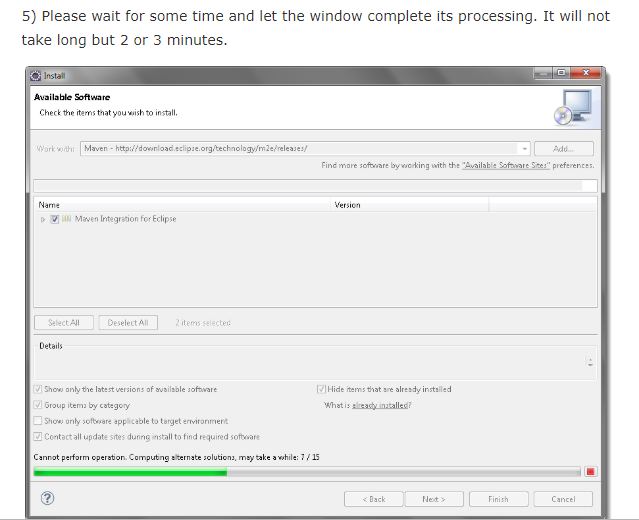 5) Please wait for some time and let the window complete its processing. It will not
take long but 2 or 3 minutes.
Install
Available Software
Check the items that you wish to install.
Work with: Maven - http://download.eclipse.org/technology/m2e/releases/ Add...
Find more software by working with the "Available Software Sites" preferences.
Name Version
Maven Integration for Eclipse
Select All Deselect All 2 items selected
Details
Show only the latest versions of available software Hide items that are already installed
Group items by category What is already installed?
Show only software applicable to target environment
Contact all update sites during install to find required software
Cannot perform operation. Computing alternate solutions, may take a while: 7 / 15
? < Back Next > Finish Cancel